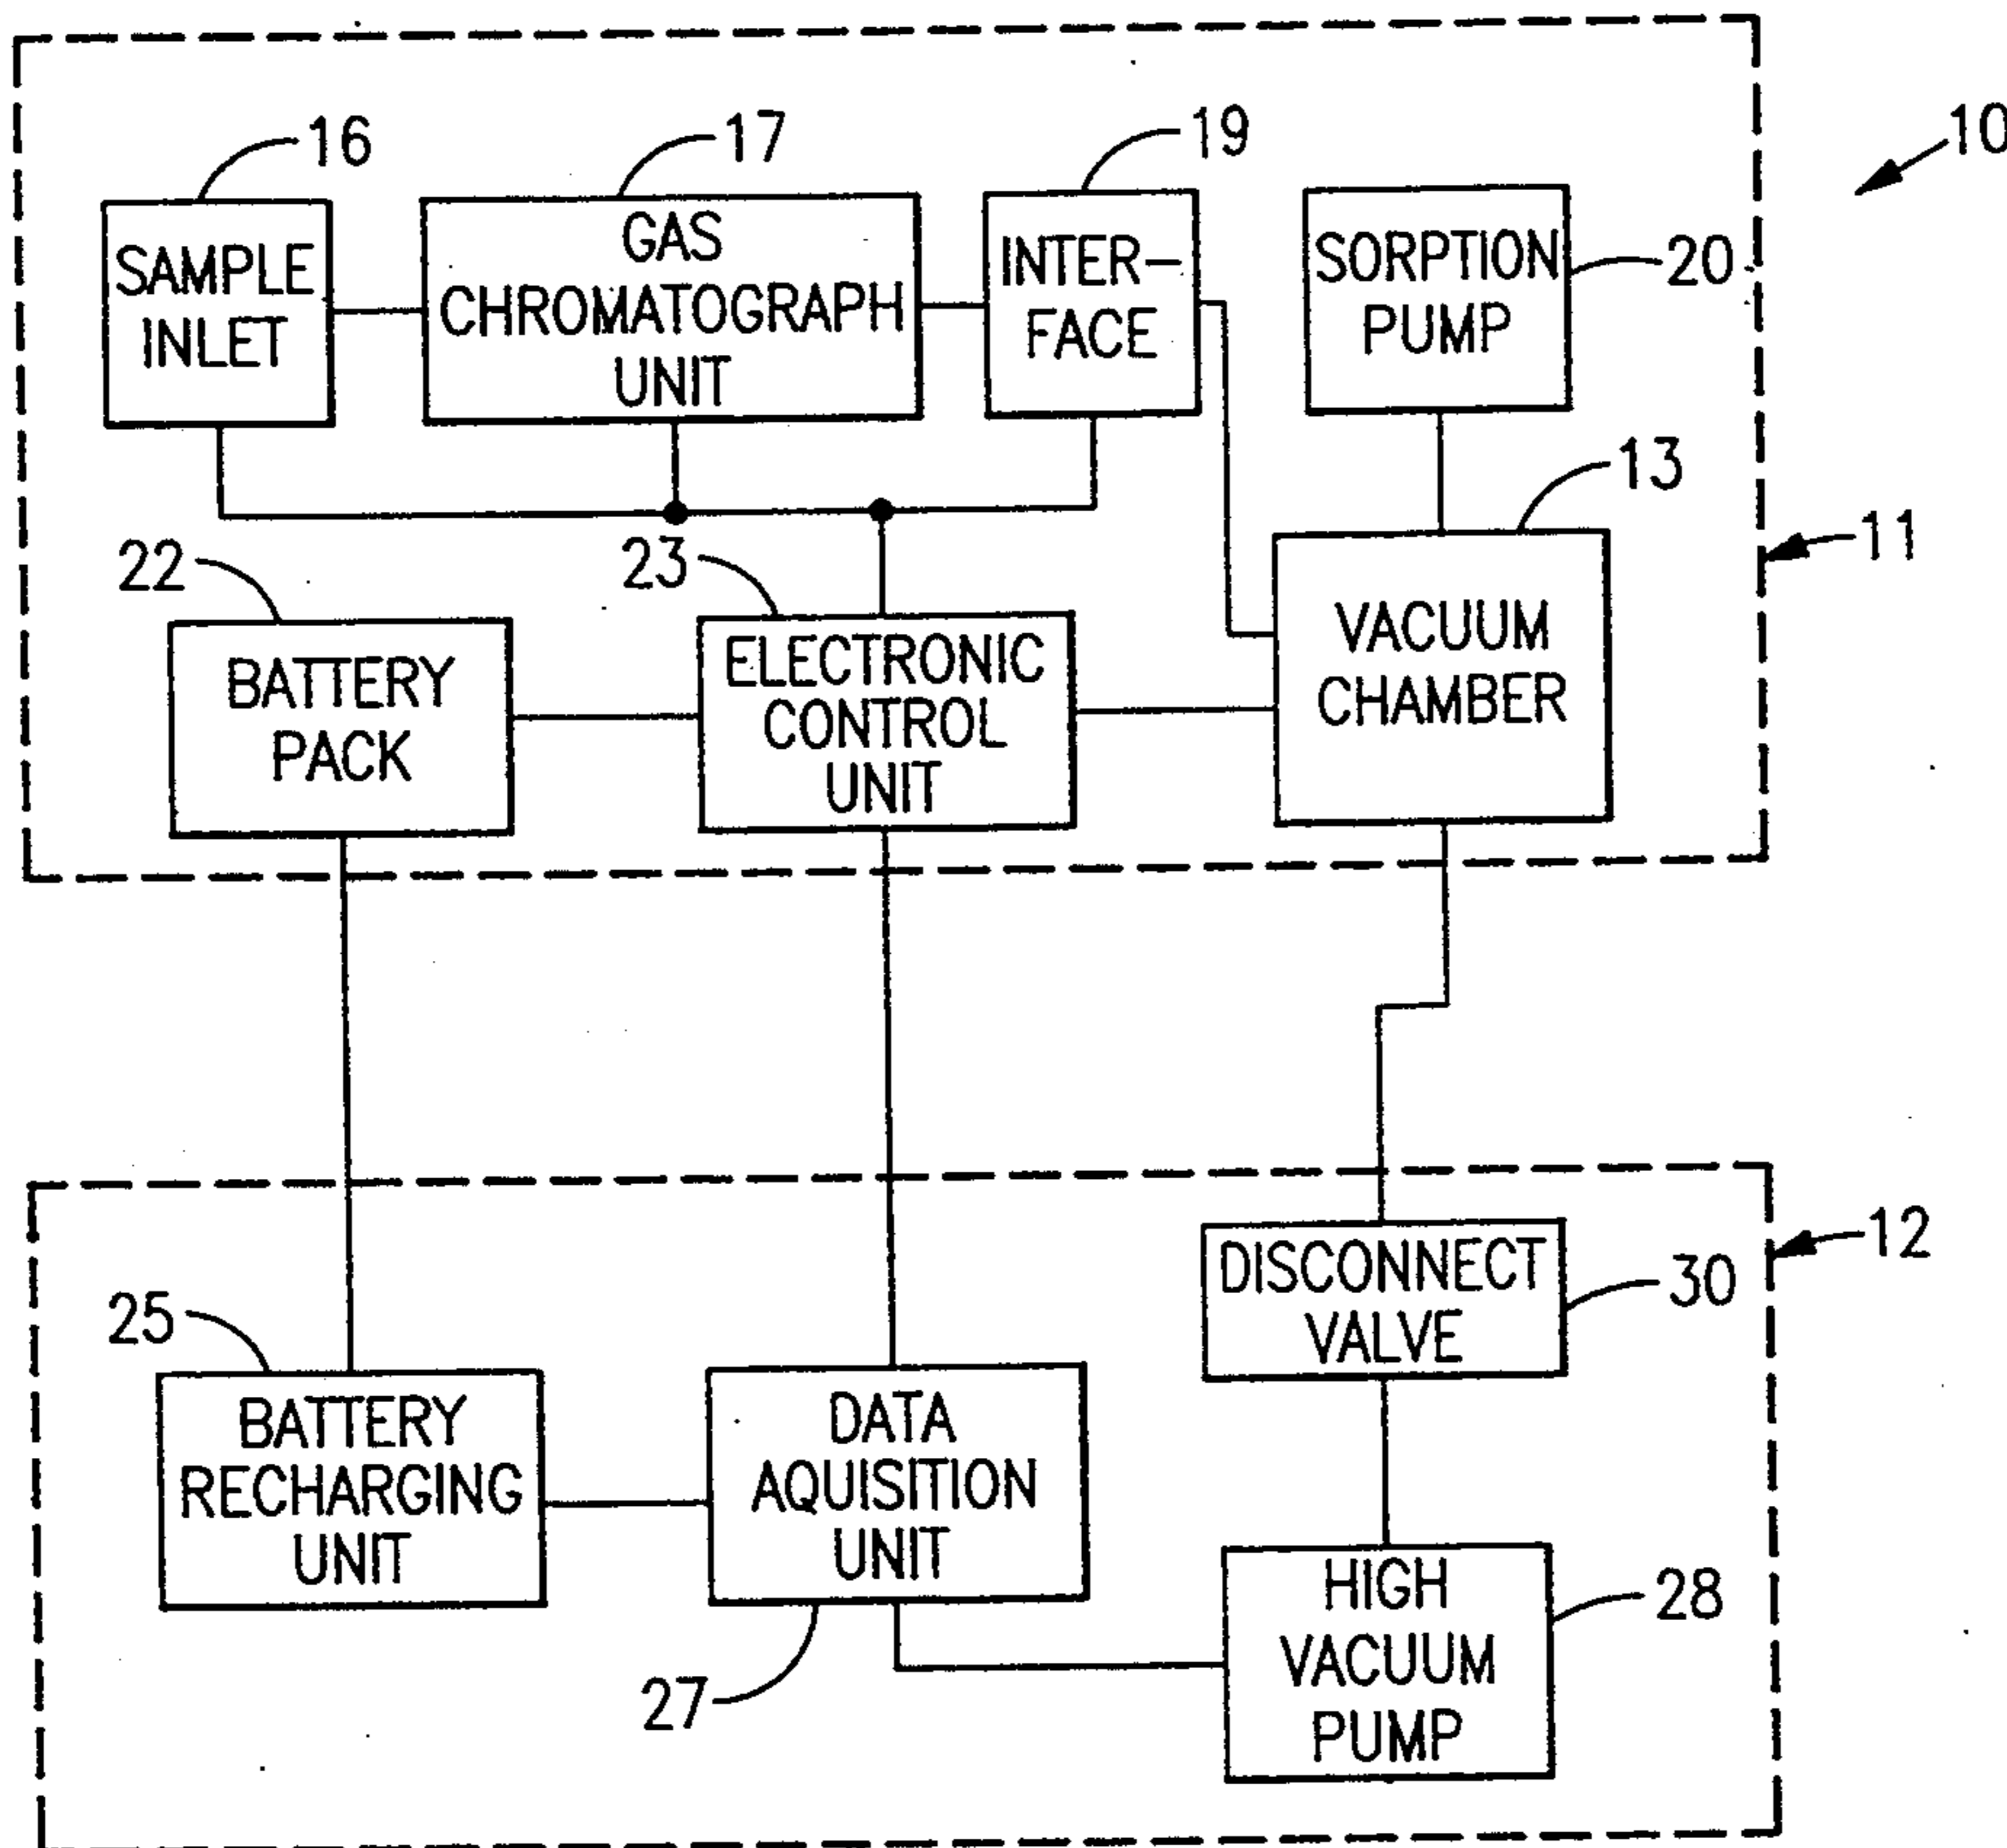 10
16
17
19
SAMPLE
INLET
GAS
CHROMATOGRAPH
UNIT
INTER-
FACE
SORPTION
PUMP
20
13
11
22
23
BATTERY
PACK
ELECTRONIC
CONTROL
UNIT
VACUUM
CHAMBER
12
DISCONNECT
VALVE
30
25
BATTERY
RECHARGING
UNIT
DATA
AQUISITION
UNIT
27
HIGH
VACUUM
PUMP
28